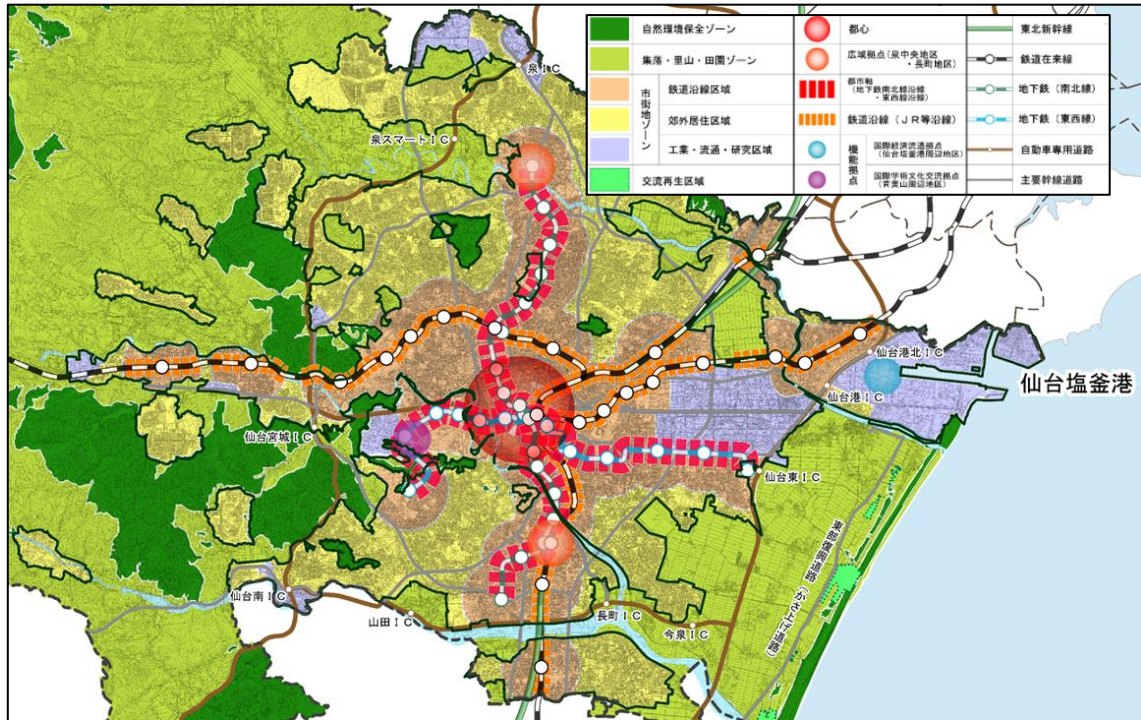 自然環境保全ゾーン
集落・里山・田園ゾーン
市街地ゾーン
鉄道沿線区域
郊外居住区域
工業・流通・研究区域
交流再生区域
都心
広域拠点(泉中央地区
・長町地区)
都市軸
(地下鉄南北線沿線
・東西線沿線)
鉄道沿線(JR等沿線)
機能拠点
国際経済流通拠点
(仙台塩釜港周辺地区)
国際学術文化交流拠点
(青葉山周辺地区)
東北新幹線
鉄道在来線
地下鉄(南北線)
地下鉄(東西線)
自動車専用道路
主要幹線道路
泉IC
泉スマートIC
仙台港北IC
仙台塩釜港
仙台港IC
仙台宮城IC
仙台東IC
東部復興道路(かさ上げ道路)
仙台南IC
山田IC
長町IC
今泉IC